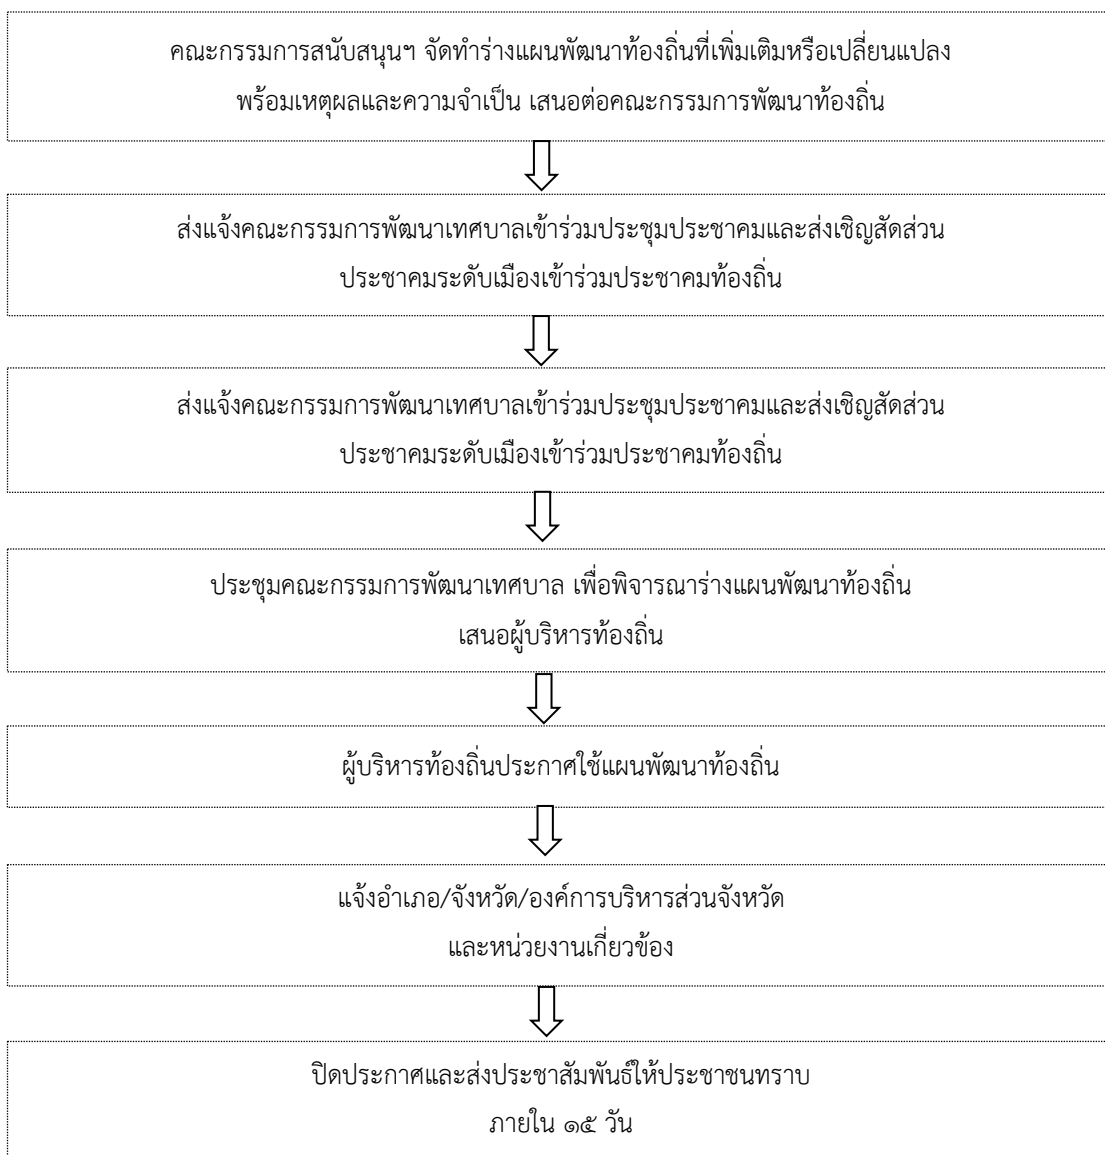 คณะกรรมการสนับสนุนฯ จัดทำร่างแผนพัฒนาท้องถิ่นที่เพิ่มเติมหรือเปลี่ยนแปลง
พร้อมเหตุผลและความจำเป็น เสนอต่อคณะกรรมการพัฒนาท้องถิ่น
ส่งแจ้งคณะกรรมการพัฒนาเทศบาลเข้าร่วมประชุมประชาคมและส่งเชิญสัดส่วน
ประชาคมระดับเมืองเข้าร่วมประชาคมท้องถิ่น
ส่งแจ้งคณะกรรมการพัฒนาเทศบาลเข้าร่วมประชุมประชาคมและส่งเชิญสัดส่วน
ประชาคมระดับเมืองเข้าร่วมประชาคมท้องถิ่น
ประชุมคณะกรรมการพัฒนาเทศบาล เพื่อพิจารณาร่างแผนพัฒนาท้องถิ่น
เสนอผู้บริหารท้องถิ่น
ผู้บริหารท้องถิ่นประกาศใช้แผนพัฒนาท้องถิ่น
แจ้งอำเภอ/จังหวัด/องค์การบริหารส่วนจังหวัด
และหน่วยงานเกี่ยวข้อง
ปิดประกาศและส่งประชาสัมพันธ์ให้ประชาชนทราบ
ภายใน ๑๕ วัน